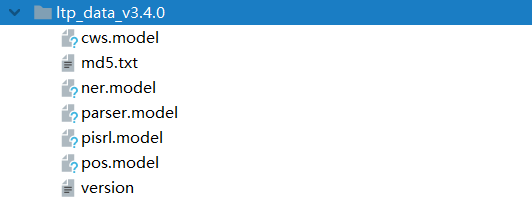 ltp_data_v3.4.0
cws.model
md5.txt
ner.model
parser.model
pisrl.model
pos.model
version